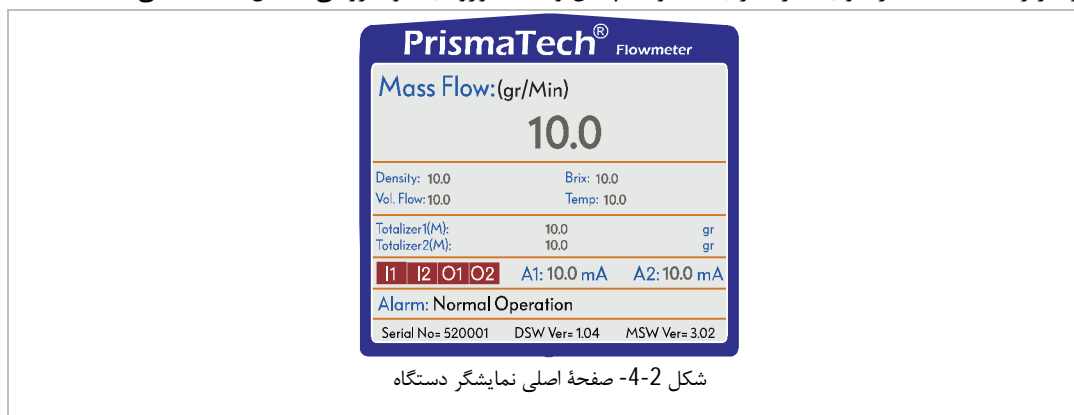 PrismaTech® Flowmeter
Mass Flow:(gr/Min)
10.0
Density: 10.0 Brix: 10.0
Vol. Flow: 10.0 Temp: 10.0
Totalizer1(M): 10.0 gr
Totalizer2(M): 10.0 gr
I1 I2 O1 O2 A1: 10.0 mA A2: 10.0 mA
Alarm: Normal Operation
Serial No= 520001 DSW Ver= 1.04 MSW Ver= 3.02
شکل 2-4- صفحهٔ اصلی نمایشگر دستگاه